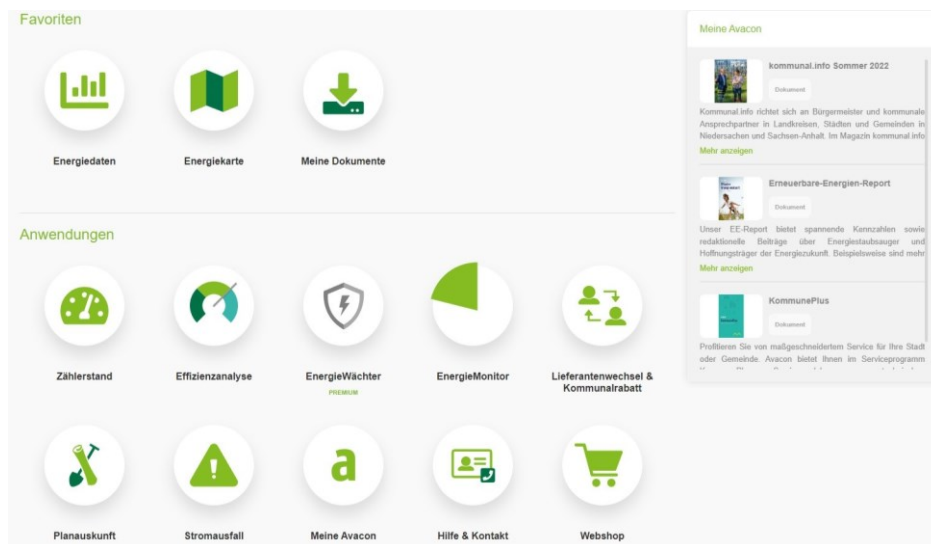 Favoriten
Energiedaten
Energiekarte
Meine Dokumente
Anwendungen
Zählerstand
Effizienzanalyse
EnergieWächter
PREMIUM
EnergieMonitor
Lieferantenwechsel &
Kommunalrabatt
Planauskunft
Stromausfall
a
Meine Avacon
Hilfe & Kontakt
Webshop
Meine Avacon
kommunal.info Sommer 2022
Dokument
Kommunal.info richtet sich an Bürgermeister und kommunale
Ansprechpartner in Landkreisen, Städten und Gemeinden in
Niedersachen und Sachsen-Anhalt. Im Magazin kommunal.info
Mehr anzeigen
Erneuerbare-Energien-Report
Dokument
Unser EE-Report bietet spannende Kennzahlen sowie
redaktionelle Beiträge über Energiestaubsauger und
Hoffnungsträger der Energiezukunft. Beispielsweise sind mehr
Mehr anzeigen
KommunePlus
Dokument
Profitieren Sie von maßgeschneidertem Service für Ihre Stadt
oder Gemeinde. Avacon bietet Ihnen im Serviceprogramm